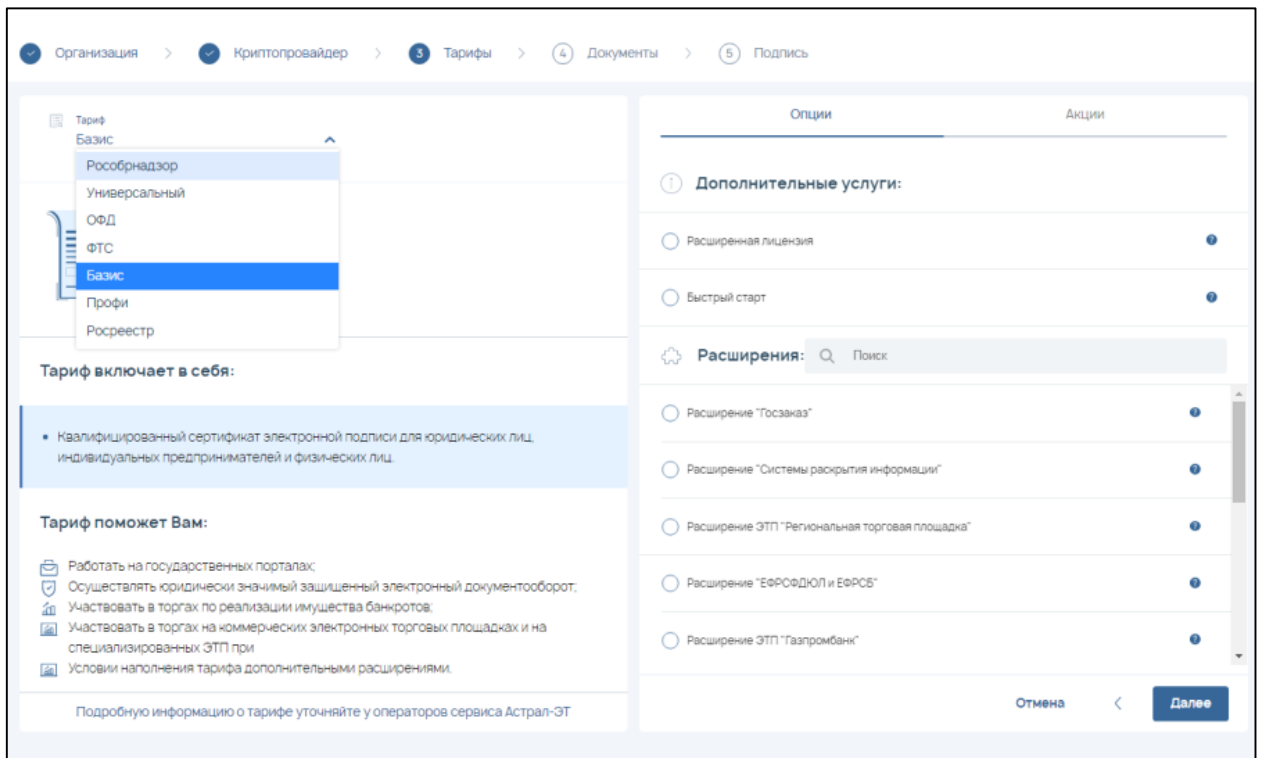 Организация
Криптопровайдер
3 Тарифы
4 Документы
5 Подпись
Тариф
Базис
Рособрнадзор
Универсальный
ОФД
ФТС
Базис
Профи
Росреестр
Тариф включает в себя:
Квалифицированный сертификат электронной подписи для юридических лиц,
индивидуальных предпринимателей и физических лиц.
Тариф поможет Вам:
Работать на государственных порталах;
Осуществлять юридически значимый защищенный электронный документооборот;
Участвовать в торгах по реализации имущества банкротов;
Участвовать в торгах на коммерческих электронных торговых площадках и на
специализированных ЭТП при
Условии наполнения тарифа дополнительными расширениями.
Подробную информацию о тарифе уточняйте у операторов сервиса Астрал-ЭТ
Опции
Акции
Дополнительные услуги:
Расширенная лицензия
Быстрый старт
Расширения:
Поиск
Расширение "Госзаказ"
Расширение "Системы раскрытия информации"
Расширение ЭТП "Региональная торговая площадка"
Расширение "ЕФРСФДЮЛ и ЕФРСБ"
Расширение ЭТП "Газпромбанк"
Отмена
Далее